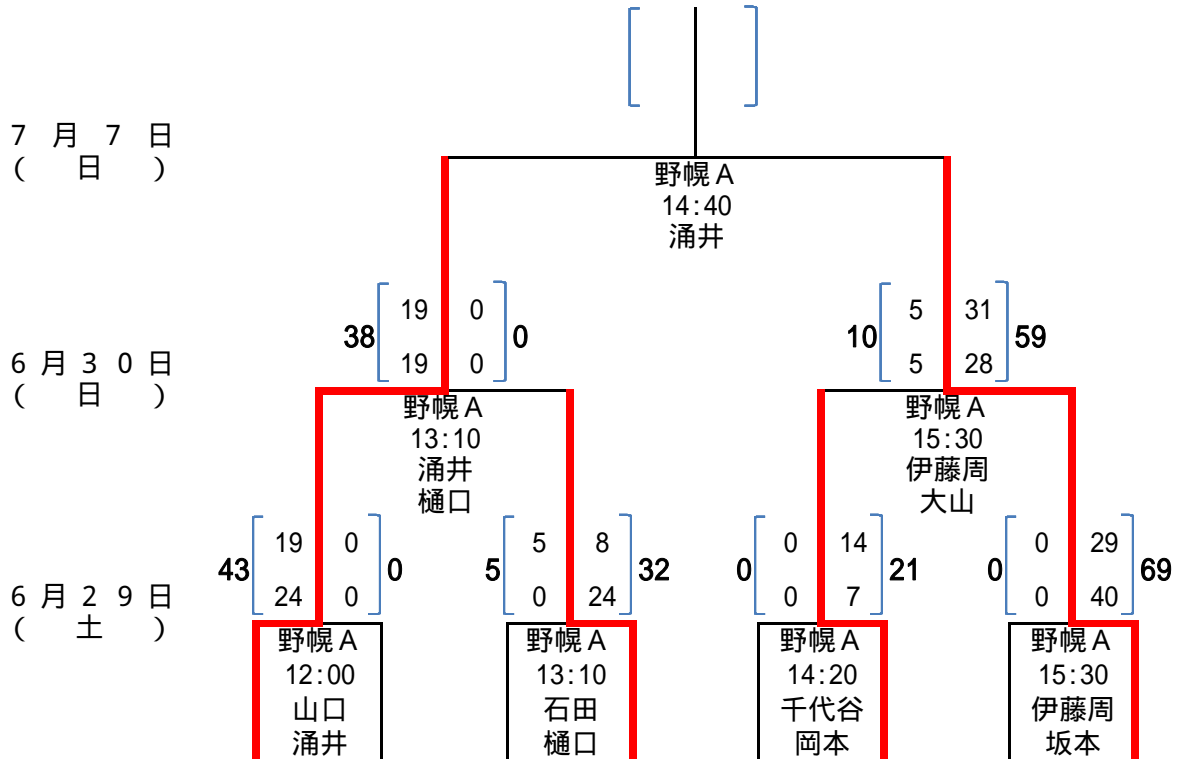 7月7日
(日)
野幌A
14:40
涌井
6月30日
(日)
38 19 0 0
19 0
10 5 31 59
5 28
野幌A
13:10
涌井
樋口
野幌A
15:30
伊藤周
大山
6月29日
(土)
43 19 0 0
24 0
5 5 8 32
0 24
0 0 14 21
0 7
0 0 29 69
0 40
野幌A
12:00
山口
涌井
野幌A
13:10
石田
樋口
野幌A
14:20
千代谷
岡本
野幌A
15:30
伊藤周
坂本